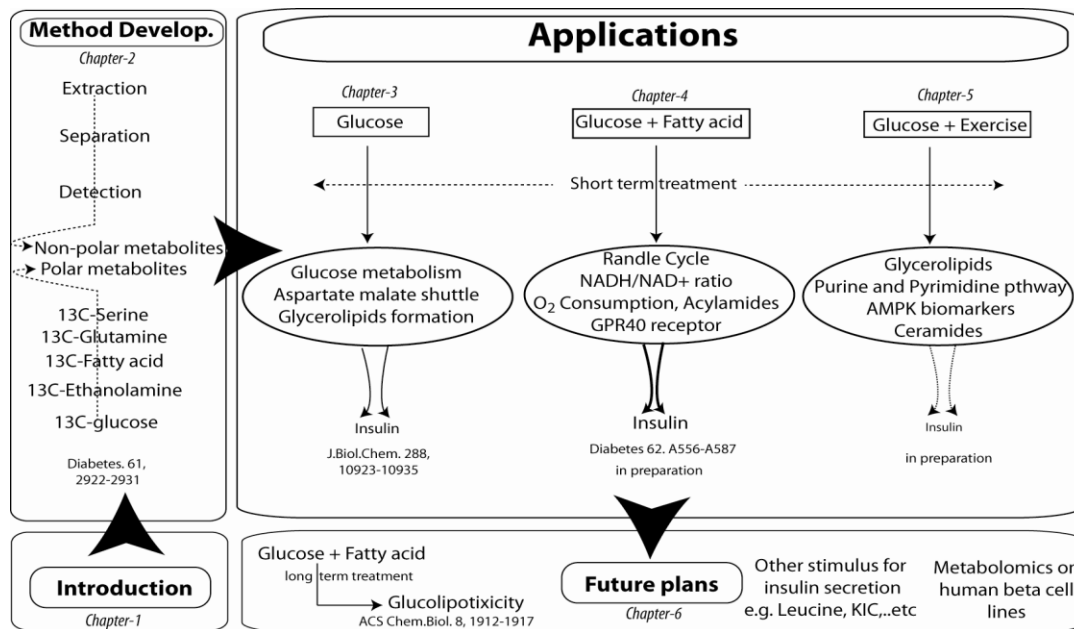 Method Develop.
Chapter-2
Extraction
Separation
Detection
Non-polar metabolites
Polar metabolites
13C-Serine
13C-Glutamine
13C-Fatty acid
13C-Ethanolamine
13C-glucose
Diabetes. 61,
2922-2931
Introduction
Chapter-1
Applications
Chapter-3
Glucose
Chapter-4
Glucose + Fatty acid
Chapter-5
Glucose + Exercise
Short term treatment
Glucose metabolism
Aspartate malate shuttle
Glycerolipids formation
Randle Cycle
NADH/NAD+ ratio
O2 Consumption, Acylamides
GPR40 receptor
Glycerolipids
Purine and Pyrimidine pthway
AMPK biomarkers
Ceramides
Insulin
J.Biol.Chem. 288,
10923-10935
Insulin
Diabetes 62. A556-A587
in preparation
Insulin
in preparation
Glucose + Fatty acid
long term treatment
Glucolipotixicity
ACS Chem.Biol. 8, 1912-1917
Future plans
Chapter-6
Other stimulus for
insulin secretion
e.g. Leucine, KIC,..etc
Metabolomics on
human beta cell
lines